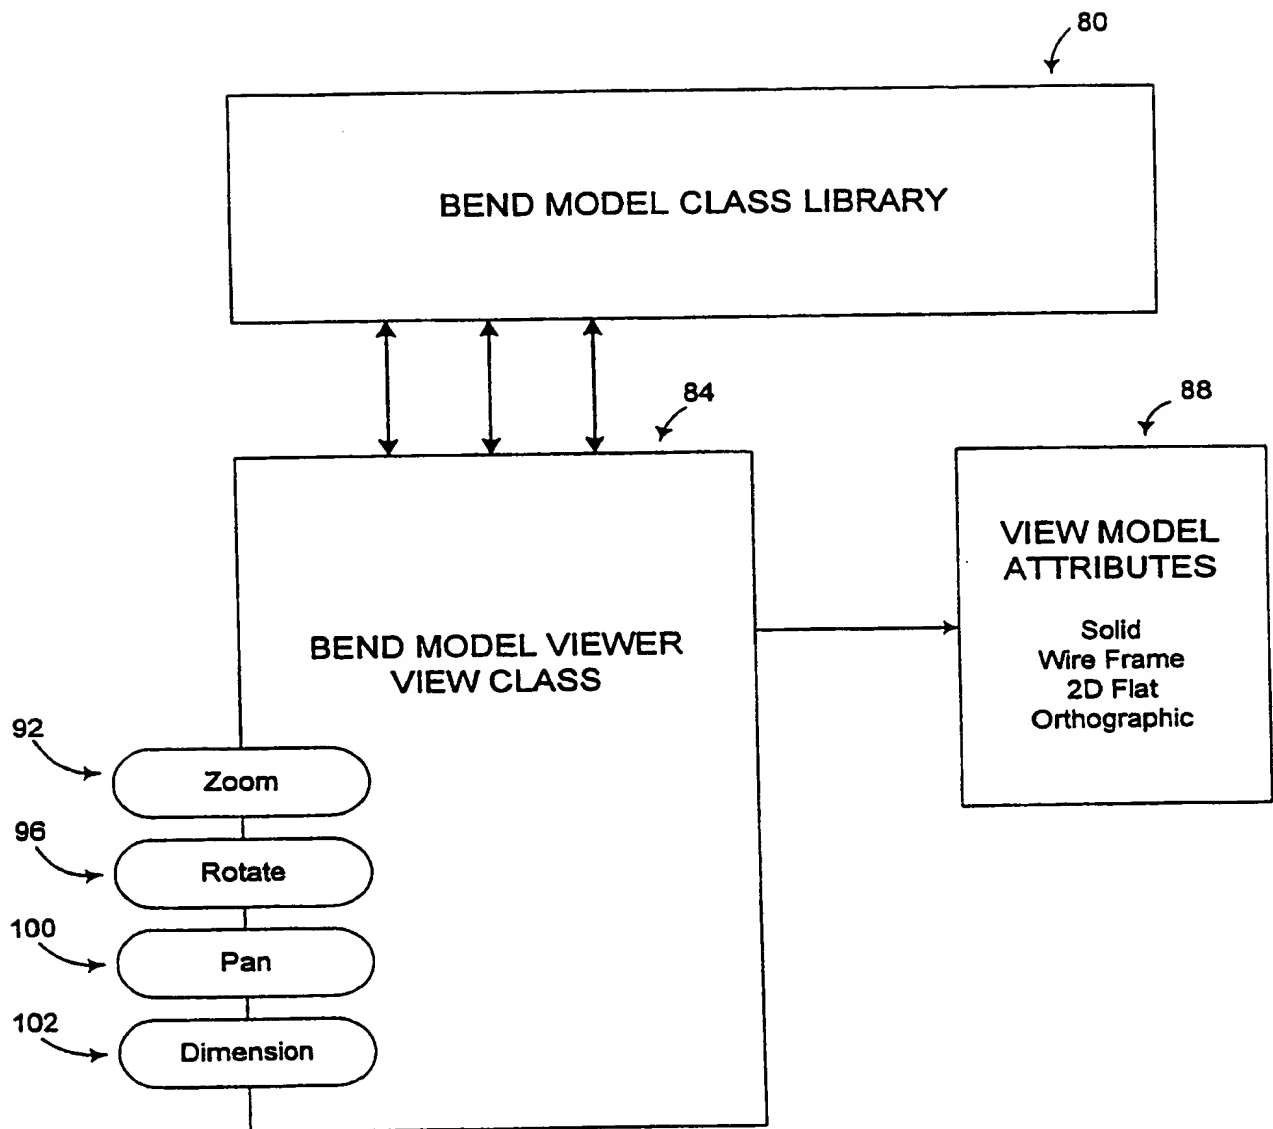 80
BEND MODEL CLASS LIBRARY
84
88
VIEW MODEL
ATTRIBUTES
Solid
Wire Frame
2D Flat
Orthographic
BEND MODEL VIEWER
VIEW CLASS
92
Zoom
96
Rotate
100
Pan
102
Dimension